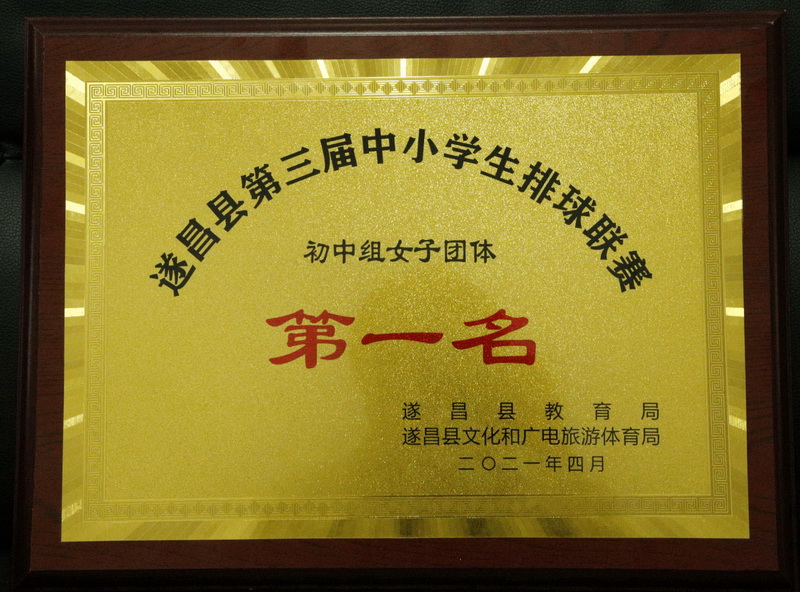 遂昌县第三届中小学生排球联赛
初中组女子团体
第一名
遂昌县教育局
遂昌县文化和广电旅游体育局
二〇二一年四月